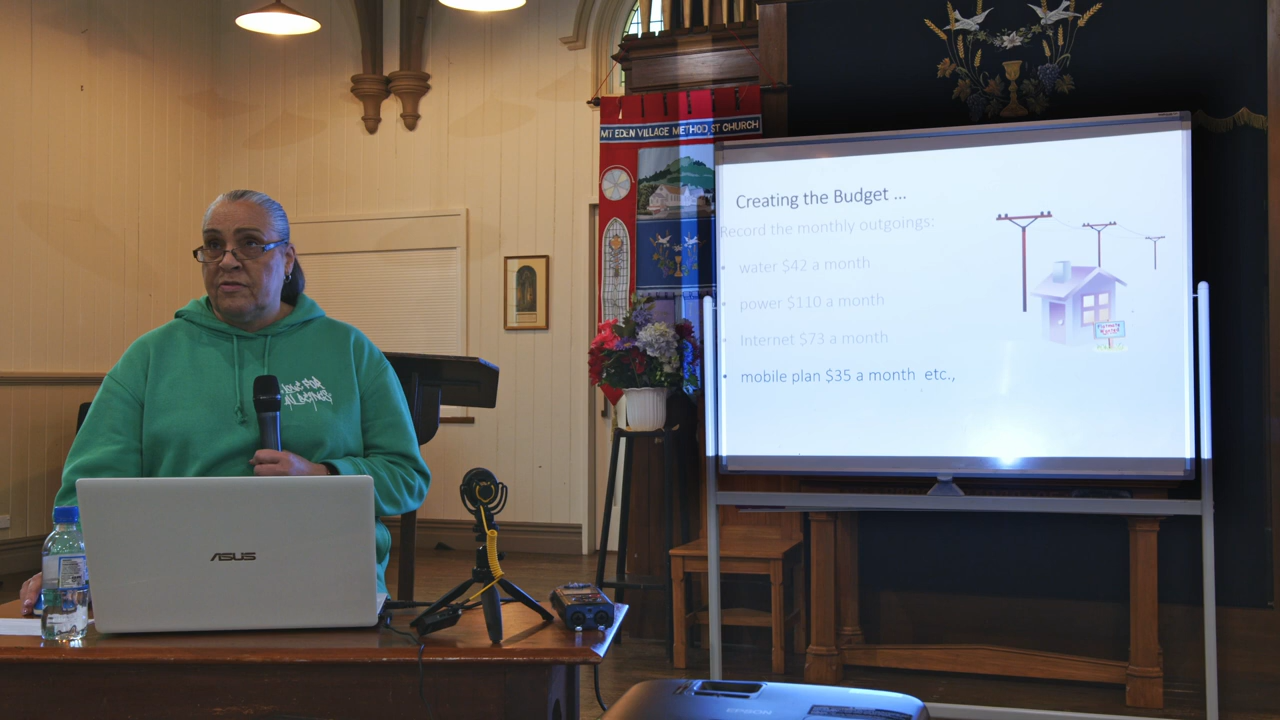 MT EDEN VILLAGE METHODIST CHURCH
Creating the Budget ...
Record the monthly outgoings:
• water $42 a month
• power $110 a month
• Internet $73 a month
• mobile plan $35 a month etc.,
ASUS
EPSON